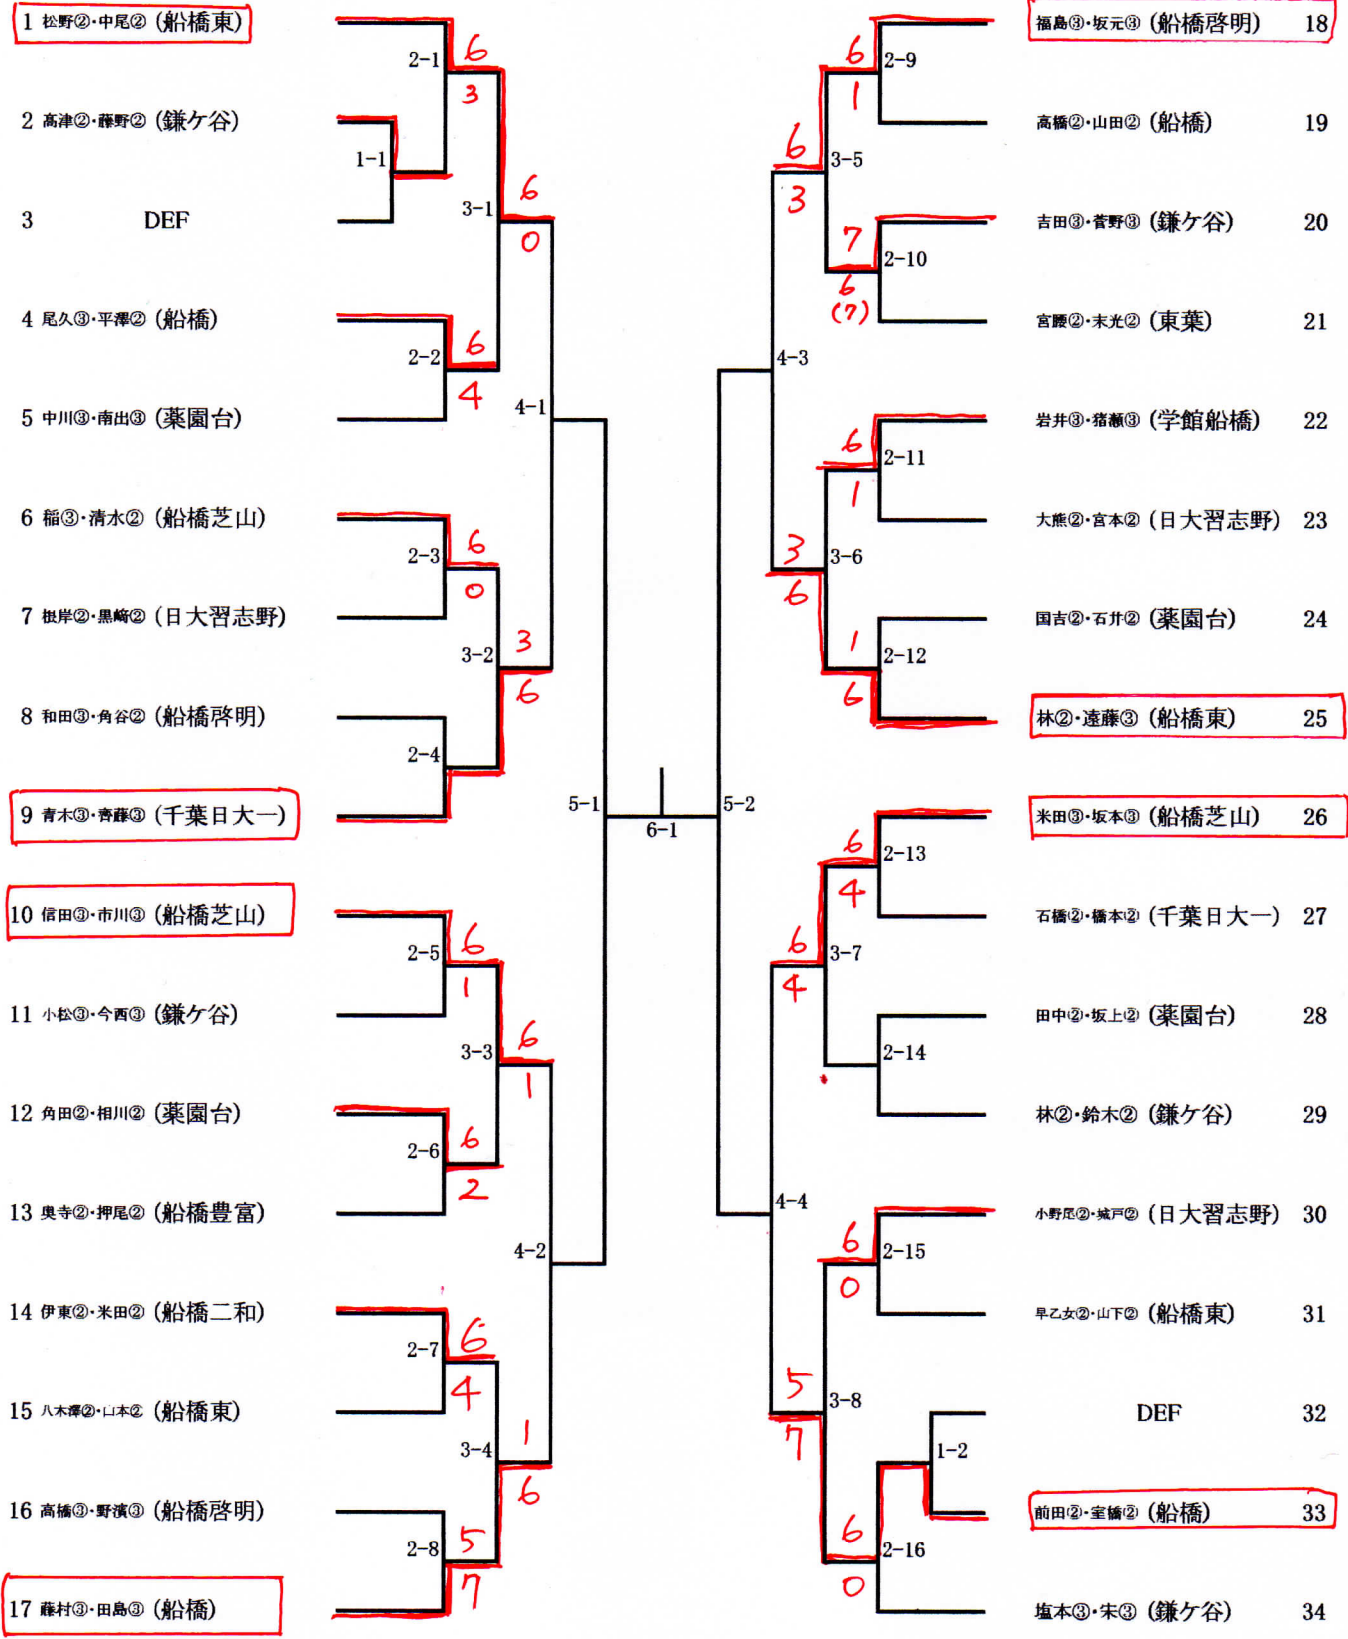 1 松野②・中尾② (船橋東)
2-1
6
3
2 高津②・藤野② (鎌ケ谷)
1-1
3 DEF
3-1
6
0
4 尾久③・平澤② (船橋)
2-2
6
4
5 中川③・南出③ (薬園台)
4-1
6 稲③・清水② (船橋芝山)
2-3
6
0
7 根岸②・黒崎② (日大習志野)
3-2
3
6
8 和田③・角谷② (船橋啓明)
2-4
9 青木③・齊藤③ (千葉日大一)
5-1
6-1
10 信田③・市川③ (船橋芝山)
2-5
6
1
11 小松③・今西③ (鎌ケ谷)
3-3
6
1
12 角田②・相川② (薬園台)
2-6
6
2
13 奥寺②・押尾② (船橋豊富)
4-2
14 伊東②・米田② (船橋二和)
2-7
6
4
15 八木澤②・山本② (船橋東)
3-4
1
6
16 高橋③・野濱③ (船橋啓明)
2-8
5
7
17 藤村③・田島③ (船橋)
福島③・坂元③ (船橋啓明) 18
6
1
2-9
高橋②・山田② (船橋) 19
6
3
3-5
吉田③・菅野③ (鎌ケ谷) 20
7
6
(7)
2-10
宮腰②・末光② (東葉) 21
4-3
岩井③・猪瀬③ (学館船橋) 22
6
1
2-11
大熊②・宮本② (日大習志野) 23
3
6
3-6
国吉②・石井② (薬園台) 24
1
6
2-12
林②・遠藤③ (船橋東) 25
5-2
米田③・坂本③ (船橋芝山) 26
6
4
2-13
石橋②・橋本② (千葉日大一) 27
6
4
3-7
田中②・坂上② (薬園台) 28
2-14
林②・鈴木② (鎌ケ谷) 29
4-4
小野尾②・城戸② (日大習志野) 30
6
0
2-15
早乙女②・山下② (船橋東) 31
5
7
3-8
DEF 32
1-2
前田②・室橋② (船橋) 33
6
0
2-16
塩本③・朱③ (鎌ケ谷) 34